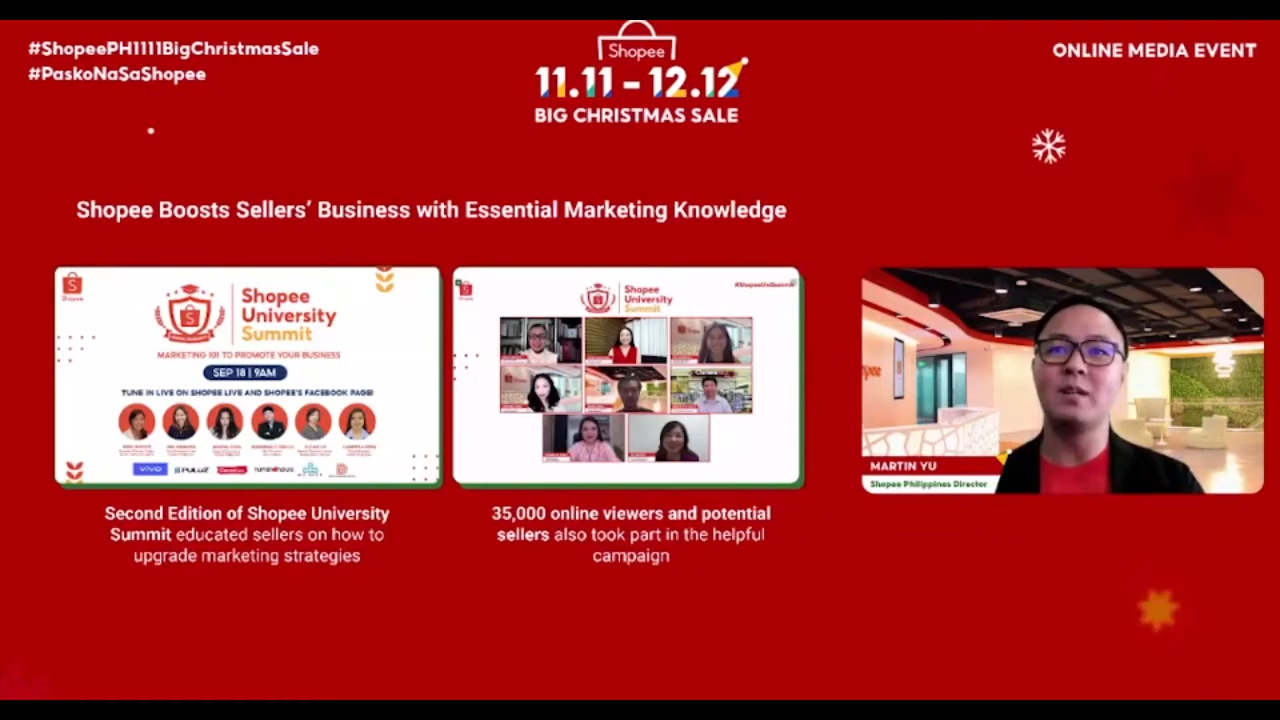 #ShopeePH1111BigChristmasSale
#PaskoNaSaShopee
Shopee
11.11 - 12.12
BIG CHRISTMAS SALE
ONLINE MEDIA EVENT
Shopee Boosts Sellers' Business with Essential Marketing Knowledge
Shopee
Shopee
University
Summit
MARKETING 101 TO PROMOTE YOUR BUSINESS
SEP 18 | 9AM
TUNE IN LIVE ON SHOPEE LIVE AND SHOPEE'S FACEBOOK PAGE!
vivo
PULUZ
Shopee
University
Summit
#ShopeeUniSummit
MARTIN YU
Shopee Philippines Director
Second Edition of Shopee University
Summit educated sellers on how to
upgrade marketing strategies
35,000 online viewers and potential
sellers also took part in the helpful
campaign